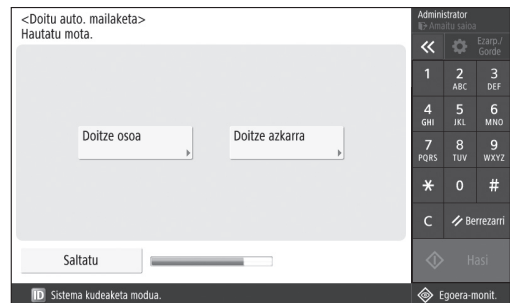 <Doitu auto. mailaketa>
Hautatu mota.
Doitze osoa
Doitze azkarra
Saltatu
ID Sistema kudeaketa modua.
Administrator
Amaitu saioa
Ezarp./
Gorde
1
2 ABC
3 DEF
4 GHI
5 JKL
6 MNO
7 PQRS
8 TUV
9 WXYZ
* 0 #
C Berrezarri
Hasi
Egoera-monit.